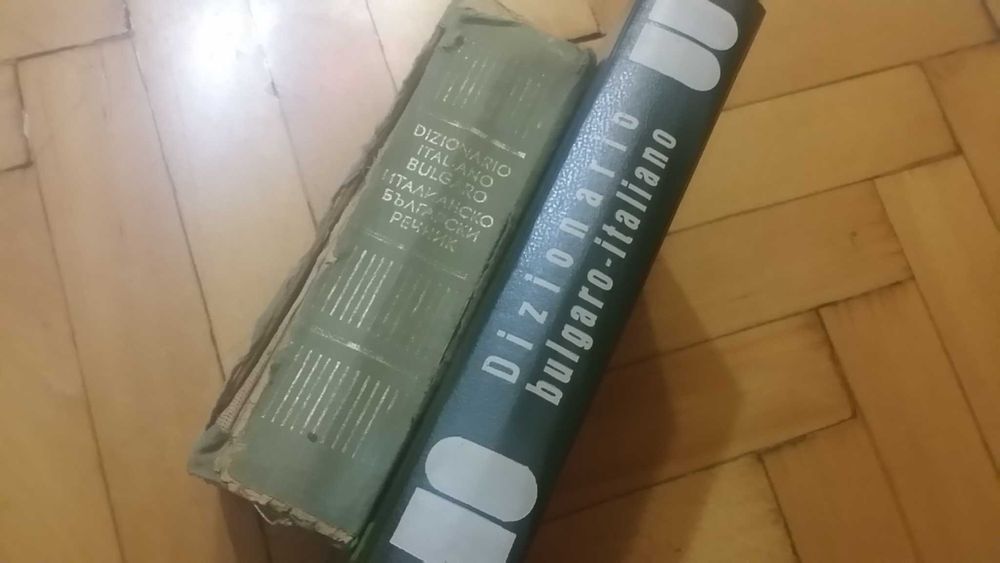 DIZIONARIO
ITALIANO
BULGARO
ИТАЛИАНСКО
БЪЛГАРСКИ
РЕЧНИК
Dizionario
bulgaro-italiano